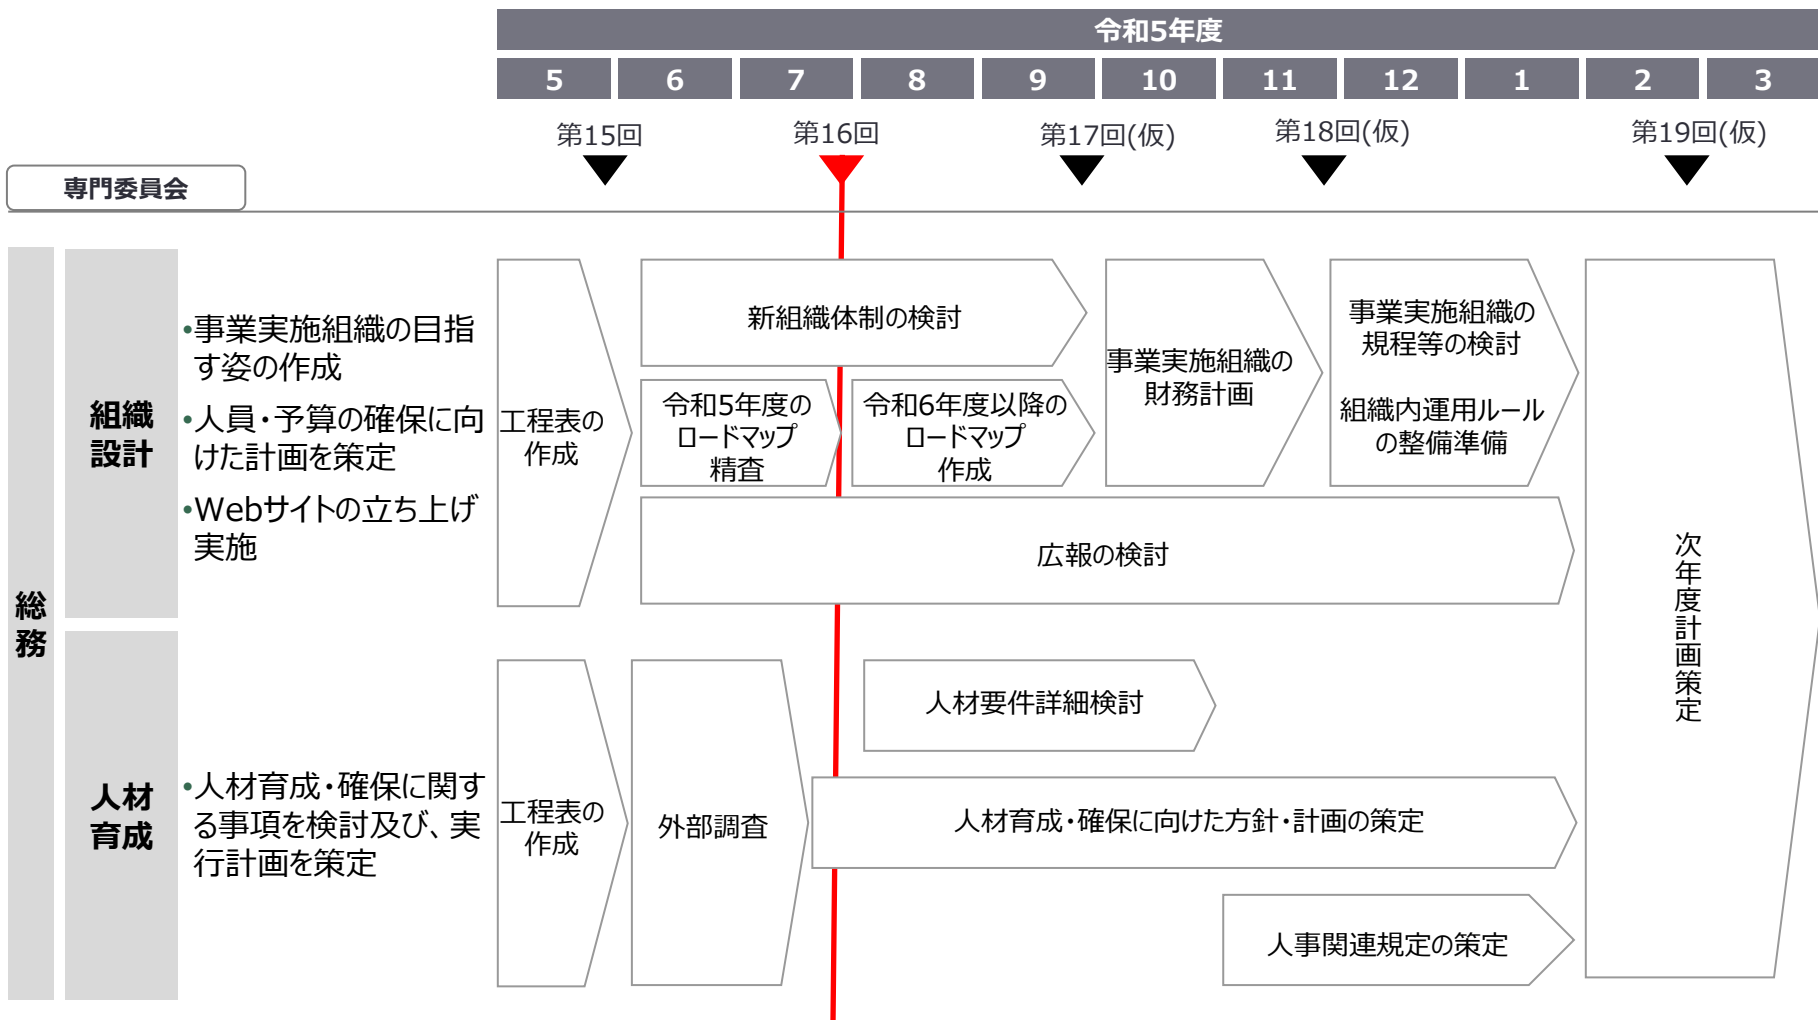 令和5年度
5 6 7 8 9 10 11 12 1 2 3
第15回 第16回 第17回(仮) 第18回(仮) 第19回(仮)
専門委員会
総務
組織
設計
•事業実施組織の目指
す姿の作成
•人員・予算の確保に向
けた計画を策定
•Webサイトの立ち上げ
実施
工程表の
作成
新組織体制の検討
令和5年度の
ロードマップ
精査
令和6年度以降の
ロードマップ
作成
事業実施組織の
財務計画
事業実施組織の
規程等の検討
組織内運用ルール
の整備準備
広報の検討
次年度計画策定
人材
育成
•人材育成・確保に関す
る事項を検討及び、実
行計画を策定
工程表の
作成
外部調査
人材要件詳細検討
人材育成・確保に向けた方針・計画の策定
人事関連規定の策定